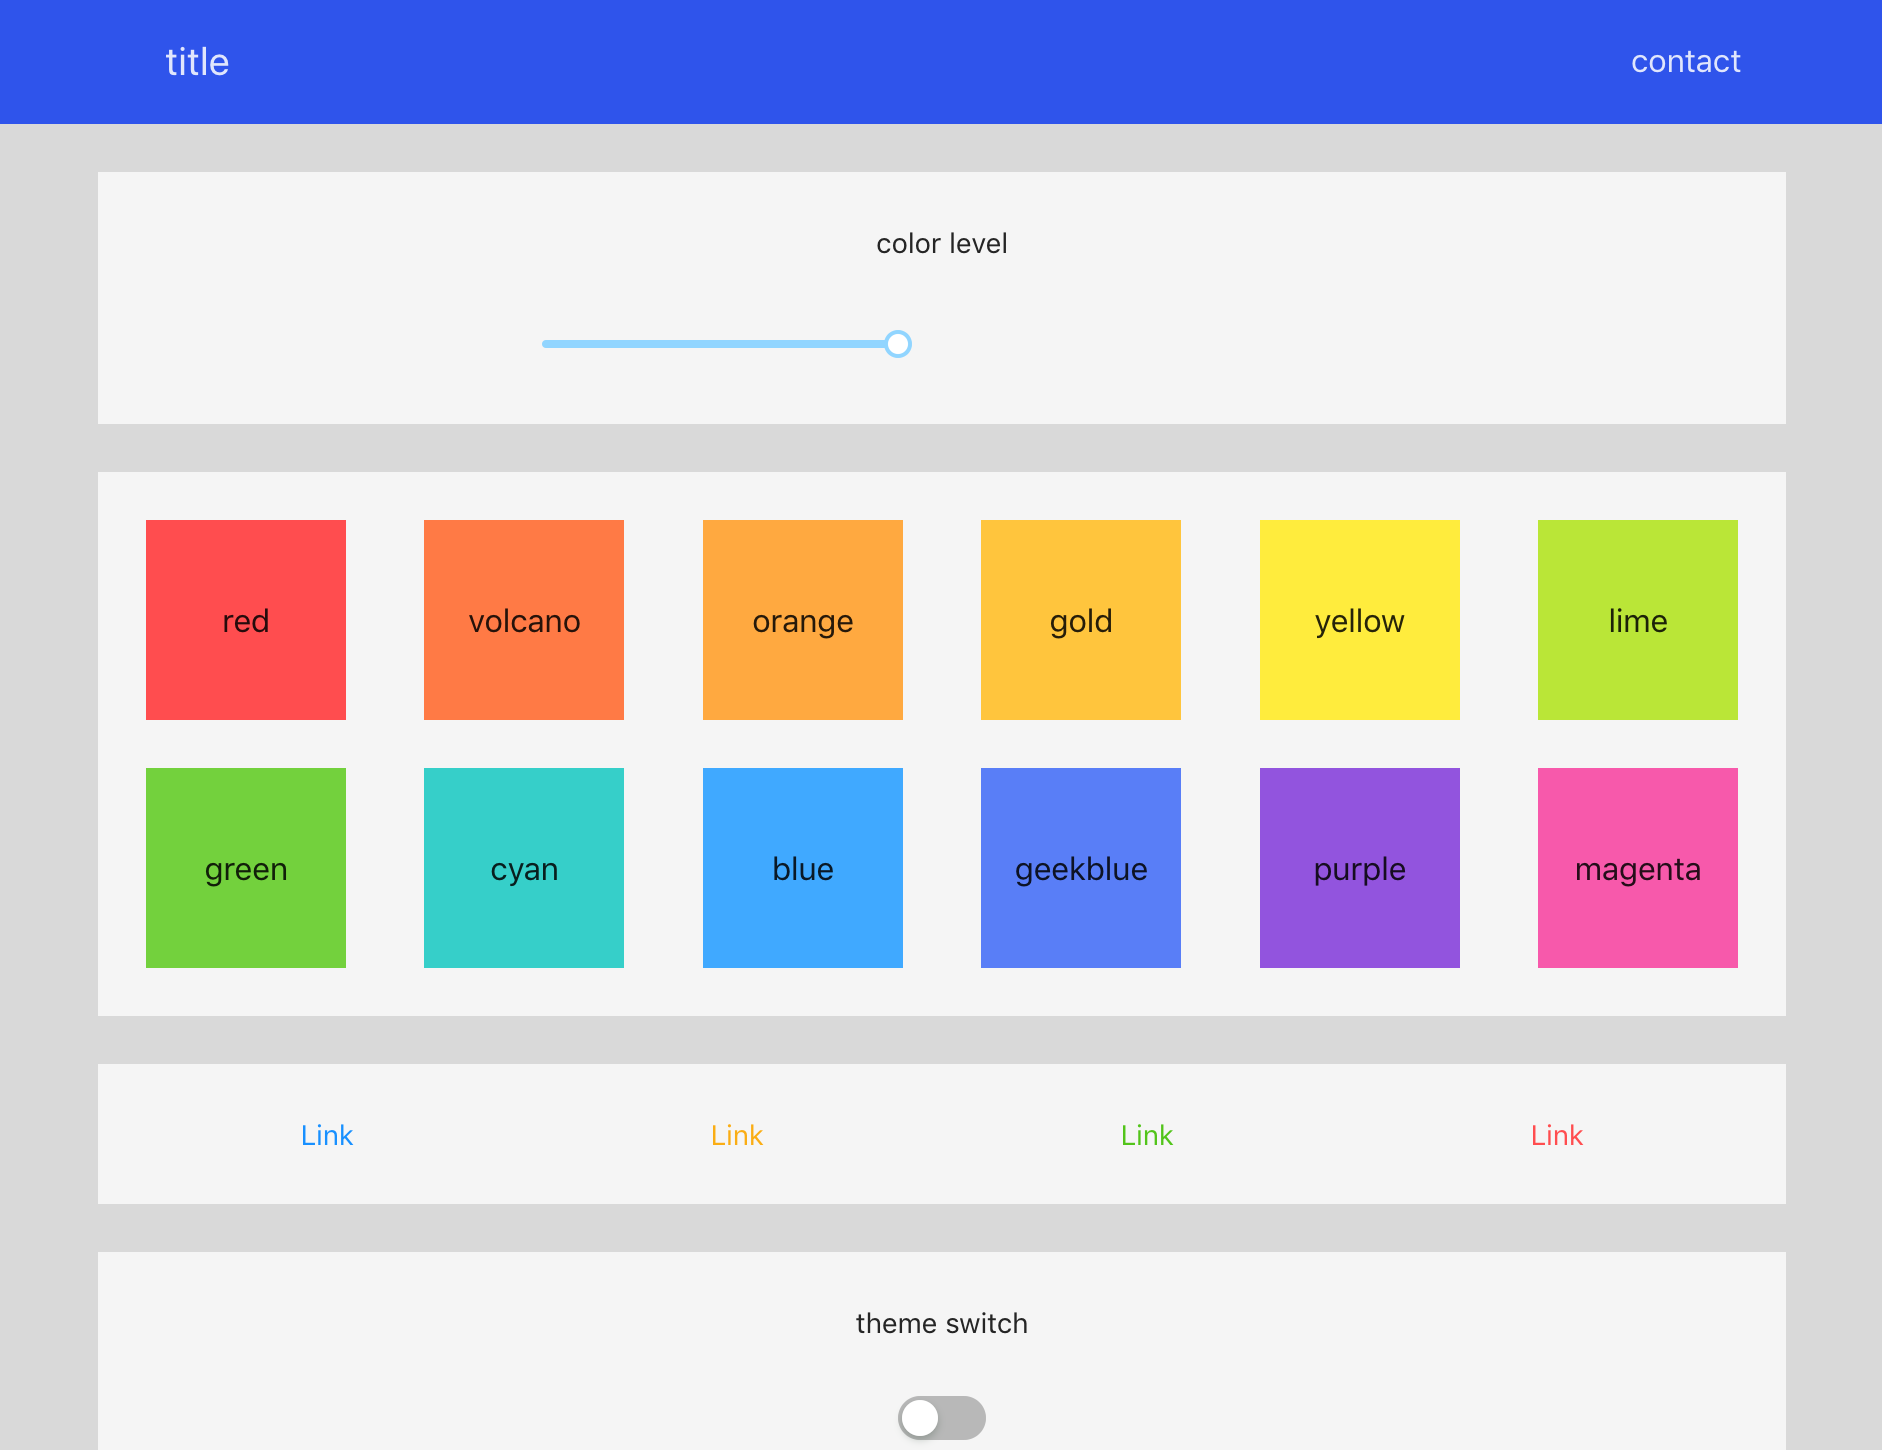 title
contact
color level
red
volcano
orange
gold
yellow
lime
green
cyan
blue
geekblue
purple
magenta
Link
Link
Link
Link
theme switch